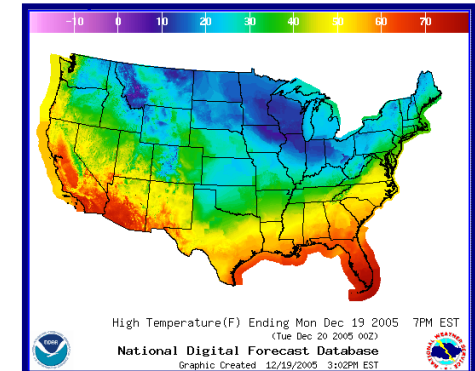 -10 0 10 20 30 40 50 60 70
High Temperature(F) Ending Mon Dec 19 2005 7PM EST
(Tue Dec 20 2005 00Z)
National Digital Forecast Database
Graphic Created 12/19/2005 3:02PM EST
NOAA